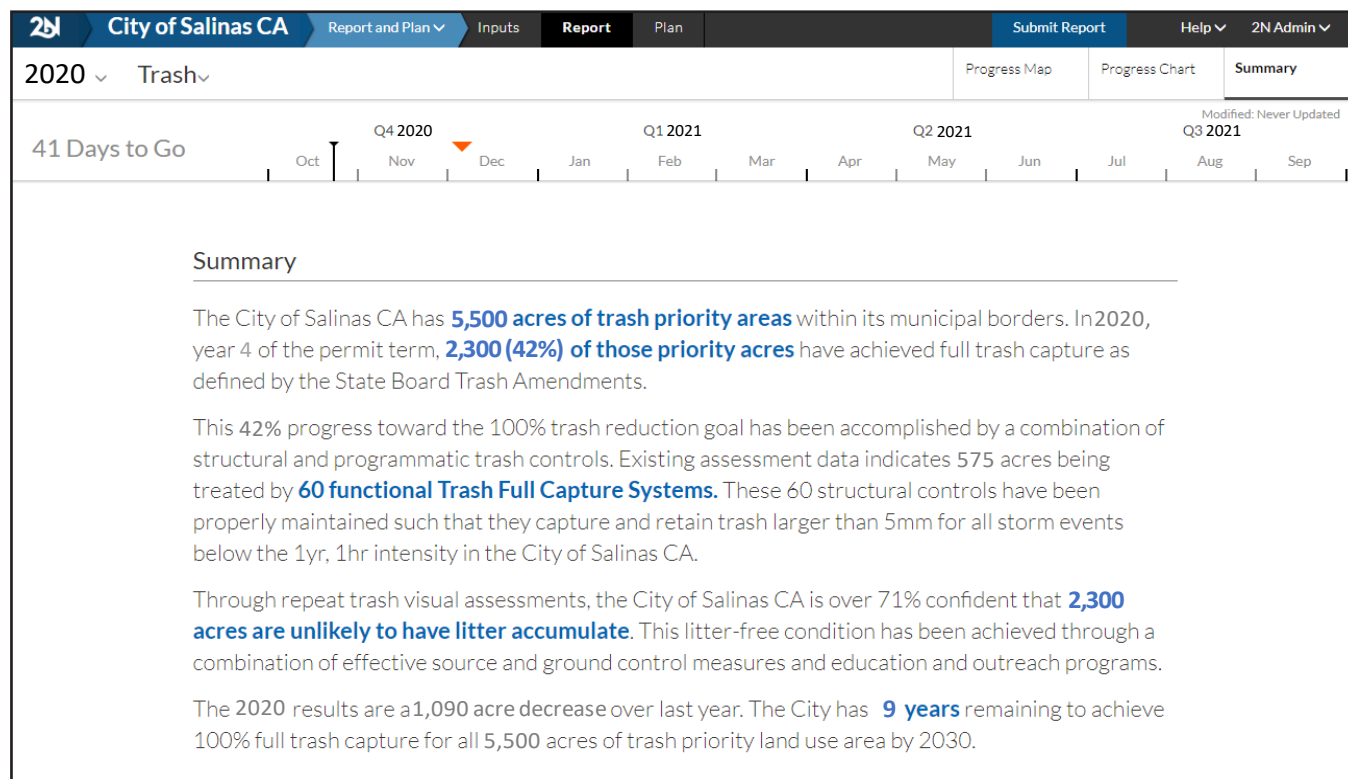 2N City of Salinas CA Report and Plan Inputs Report Plan Submit Report Help 2N Admin
2020 Trash Progress Map Progress Chart Summary
Modified: Never Updated
41 Days to Go
Q4 2020 Q1 2021 Q2 2021 Q3 2021
Oct Nov Dec Jan Feb Mar Apr May Jun Jul Aug Sep
Summary
The City of Salinas CA has 5,500 acres of trash priority areas within its municipal borders. In 2020,
year 4 of the permit term, 2,300 (42%) of those priority acres have achieved full trash capture as
defined by the State Board Trash Amendments.
This 42% progress toward the 100% trash reduction goal has been accomplished by a combination of
structural and programmatic trash controls. Existing assessment data indicates 575 acres being
treated by 60 functional Trash Full Capture Systems. These 60 structural controls have been
properly maintained such that they capture and retain trash larger than 5mm for all storm events
below the 1yr, 1hr intensity in the City of Salinas CA.
Through repeat trash visual assessments, the City of Salinas CA is over 71% confident that 2,300
acres are unlikely to have litter accumulate. This litter-free condition has been achieved through a
combination of effective source and ground control measures and education and outreach programs.
The 2020 results are a 1,090 acre decrease over last year. The City has 9 years remaining to achieve
100% full trash capture for all 5,500 acres of trash priority land use area by 2030.